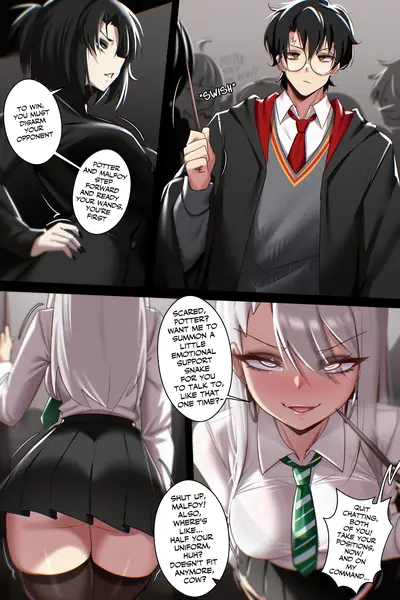 TO WIN,
YOU MUST
DISARM
YOUR
OPPONENT
POTTER
AND MALFOY
STEP
FORWARD
AND READY
YOUR WANDS,
YOU'RE
FIRST
*SWISH*
SCARED,
POTTER?
WANT ME TO
SUMMON A
LITTLE
EMOTIONAL
SUPPORT
SNAKE
FOR YOU
TO TALK TO,
LIKE THAT
ONE TIME?~
SHUT UP,
MALFOY!
ALSO,
WHERE'S
LIKE...
HALF YOUR
UNIFORM,
HUH?
DOESN'T FIT
ANYMORE,
COW?
QUIT
CHATTING,
BOTH OF
YOU! TAKE
YOUR
POSITIONS,
NOW!
AND ON
MY
COMMAND...